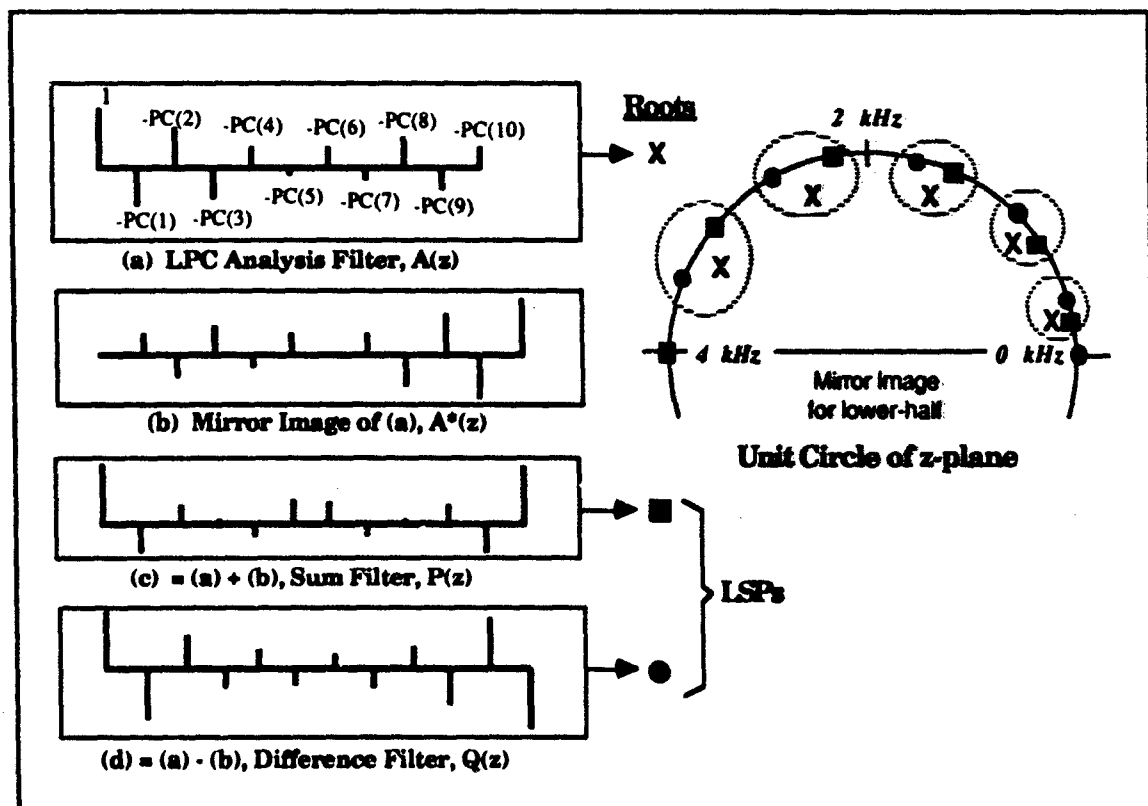 1
-PC(2)
-PC(4)
-PC(6)
-PC(8)
-PC(10)
-PC(1)
-PC(3)
-PC(5)
-PC(7)
-PC(9)
(a) LPC Analysis Filter, A(z)
(b) Mirror Image of (a), A*(z)
(c) = (a) + (b), Sum Filter, P(z)
(d) = (a) - (b), Difference Filter, Q(z)
Roots
X
LSPs
2 kHz
X
X
X
X
X
4 kHz
0 kHz
Mirror Image
for lower-half
Unit Circle of z-plane